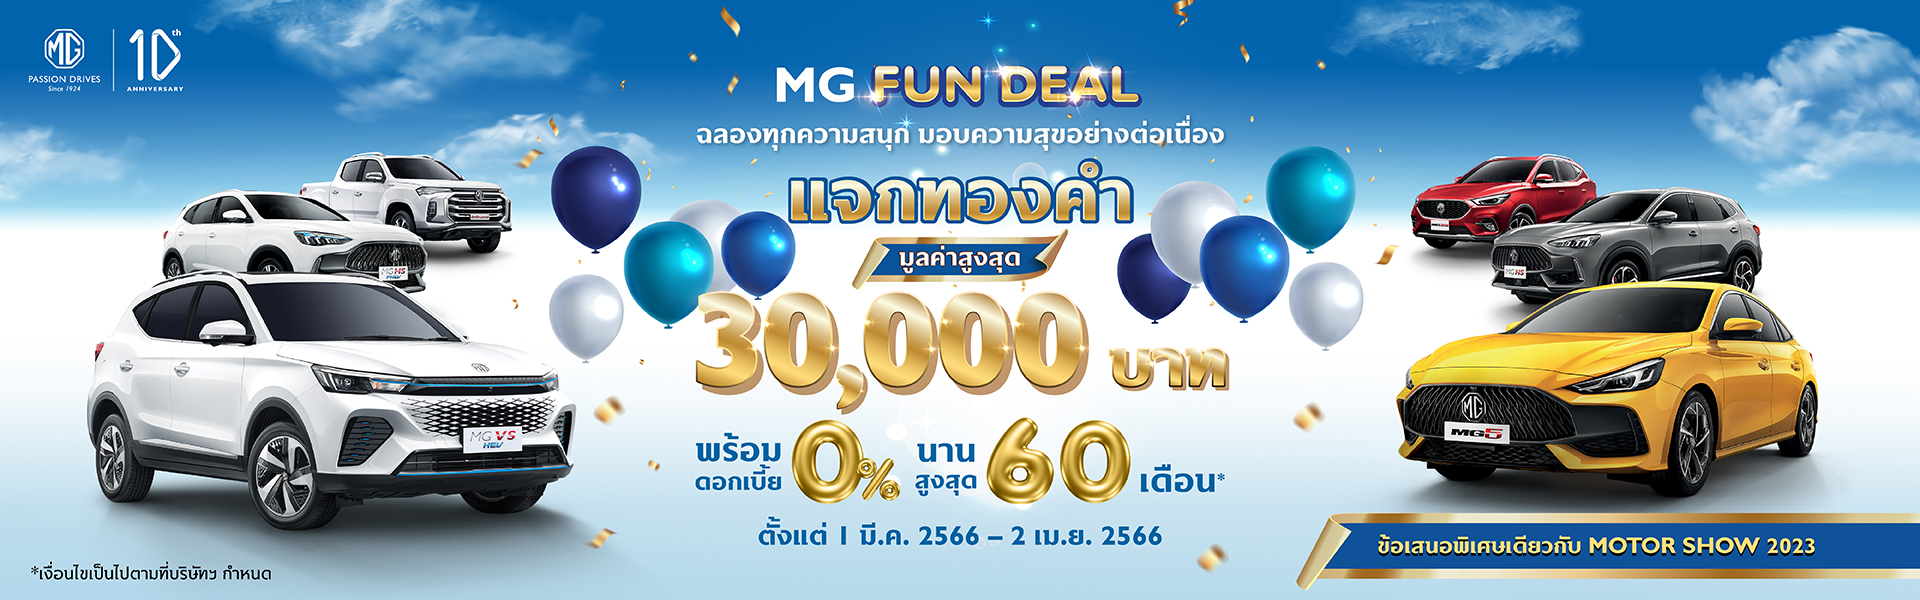 MG
PASSION DRIVES
Since 1924
10th
ANNIVERSARY
MG FUN DEAL
ฉลองทุกความสนุก มอบความสุขอย่างต่อเนื่อง
แจกทองคำ
มูลค่าสูงสุด
30,000 บาท
พร้อม
ดอกเบี้ย
0%
นาน
สูงสุด
60
เดือน*
ตั้งแต่ 1 มี.ค. 2566 – 2 เม.ย. 2566
MG HS
PHEV
MG VS
HEV
MG HS
MG
MG5
ข้อเสนอพิเศษเดียวกับ MOTOR SHOW 2023
*เงื่อนไขเป็นไปตามที่บริษัทฯ กำหนด